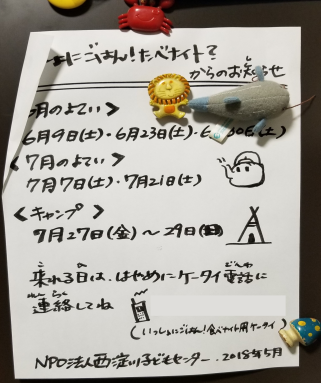 にごはん!たべナイト?
からのお知らせ
月のよてい>
6月9日(土)・6月23日(土)・6 30日(土)
<7月のよてい>
7月7日(土)・7月21日(土)
<キャンプ>
7月27日(金)〜29日(日)
来れる日は、はやめにケータイ電話に
連絡してね
(いっしょにごはん!食べナイト用ケータイ)
NPO法人西淀川子どもセンター. 2018年5月